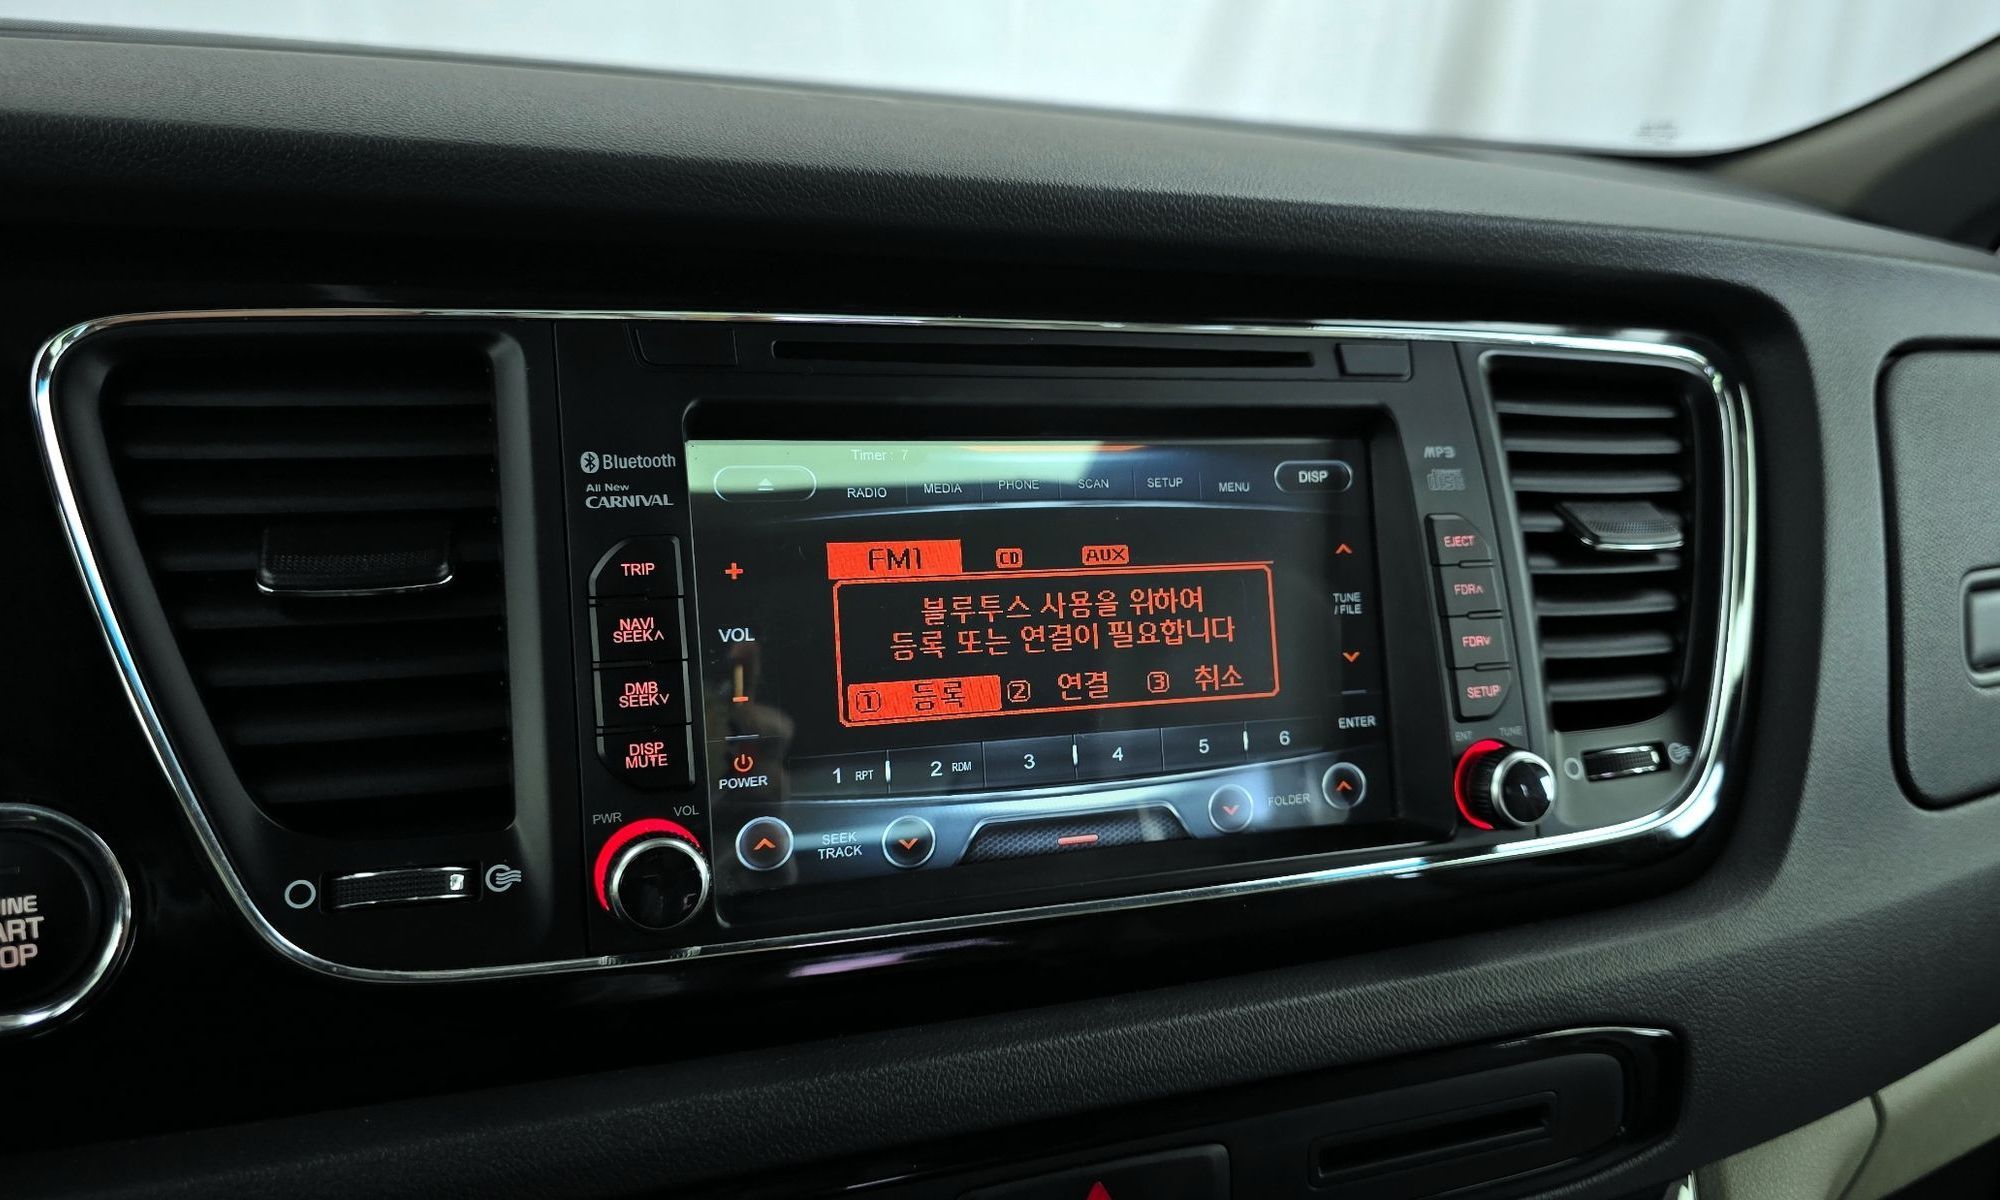 Bluetooth
All New
CARNIVAL
TRIP
NAVI
SEEK∧
DMB
SEEK∨
DISP
MUTE
PWR
VOL
Timer: 7
RADIO
MEDIA
PHONE
SCAN
SETUP
MENU
DISP
FM1
CD
AUX
블루투스 사용을 위하여
등록 또는 연결이 필요합니다
① 등록 ② 연결 ③ 취소
+
VOL
-
POWER
TUNE
/FILE
ENTER
1 RPT
2 RDM
3
4
5
6
SEEK
TRACK
FOLDER
MP3
EJECT
FDR∧
FDR∨
SETUP
ENT
TUNE